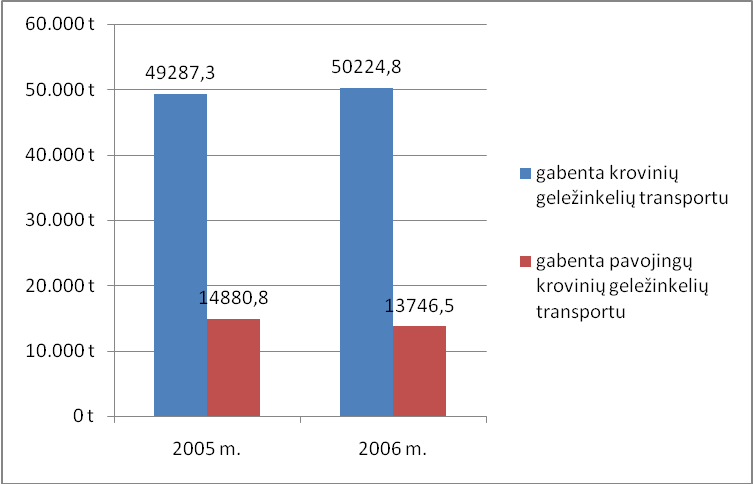 60.000 t
50.000 t
40.000 t
30.000 t
20.000 t
10.000 t
0 t
49287,3
50224,8
14880,8
13746,5
2005 m.
2006 m.
gabenta krovinių
geležinkelių transportu
gabenta pavojingų
krovinių geležinkelių
transportu